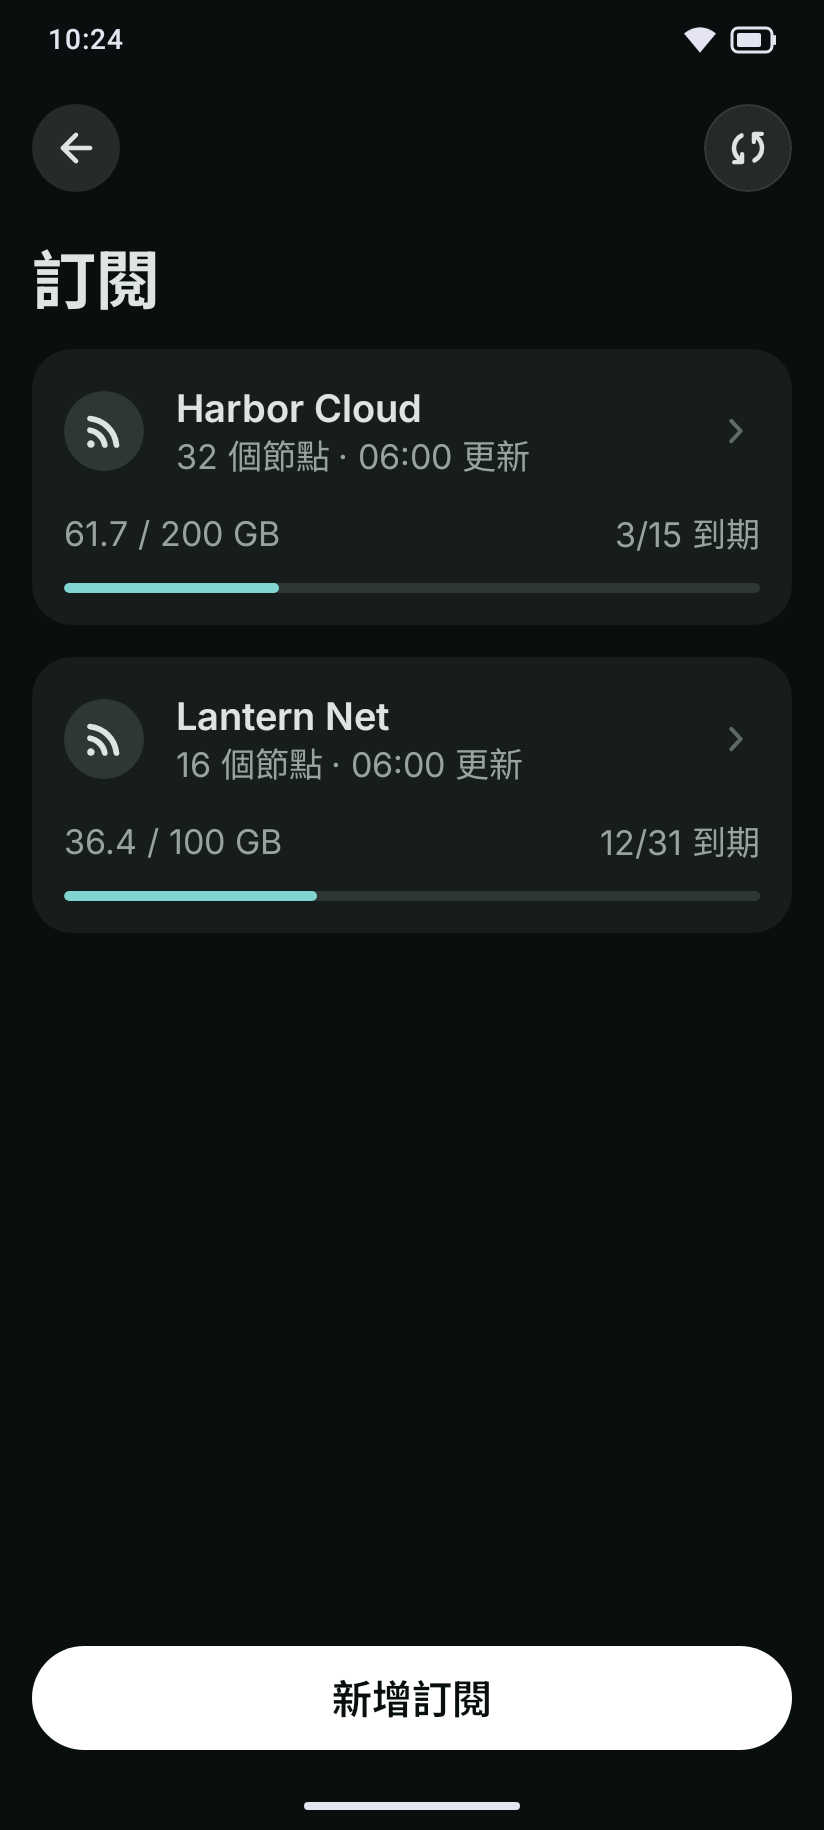 10:24
訂閱
Harbor Cloud
32 個節點 · 06:00 更新
61.7 / 200 GB
3/15 到期
Lantern Net
16 個節點 · 06:00 更新
36.4 / 100 GB
12/31 到期
新增訂閱